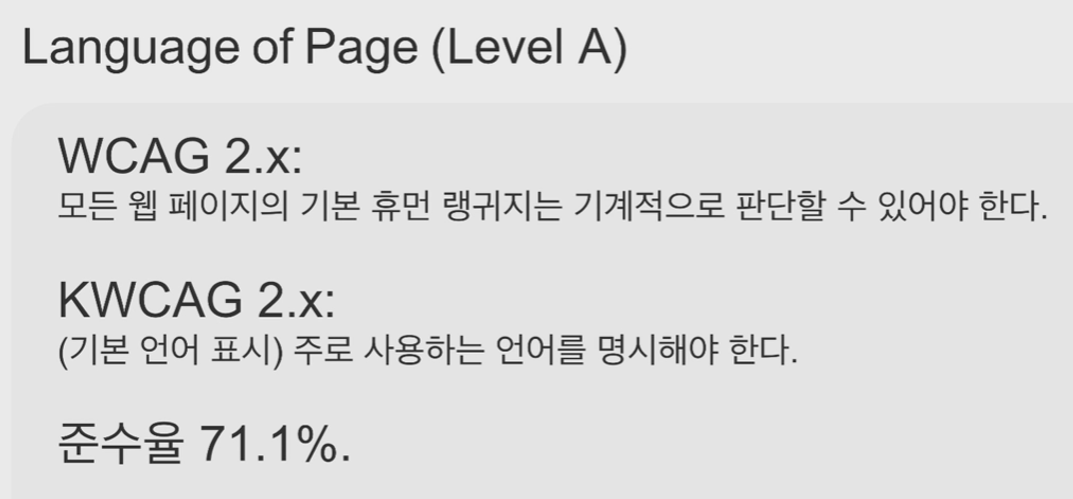 Language of Page (Level A)
WCAG 2.x:
모든 웹 페이지의 기본 휴먼 랭귀지는 기계적으로 판단할 수 있어야 한다.
KWCAG 2.x:
(기본 언어 표시) 주로 사용하는 언어를 명시해야 한다.
준수율 71.1%.